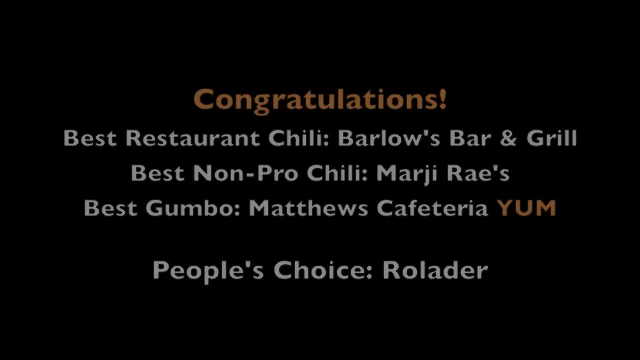 Congratulations!
Best Restaurant Chili: Barlow's Bar & Grill
Best Non-Pro Chili: Marji Rae's
Best Gumbo: Matthews Cafeteria YUM
People's Choice: Rolader